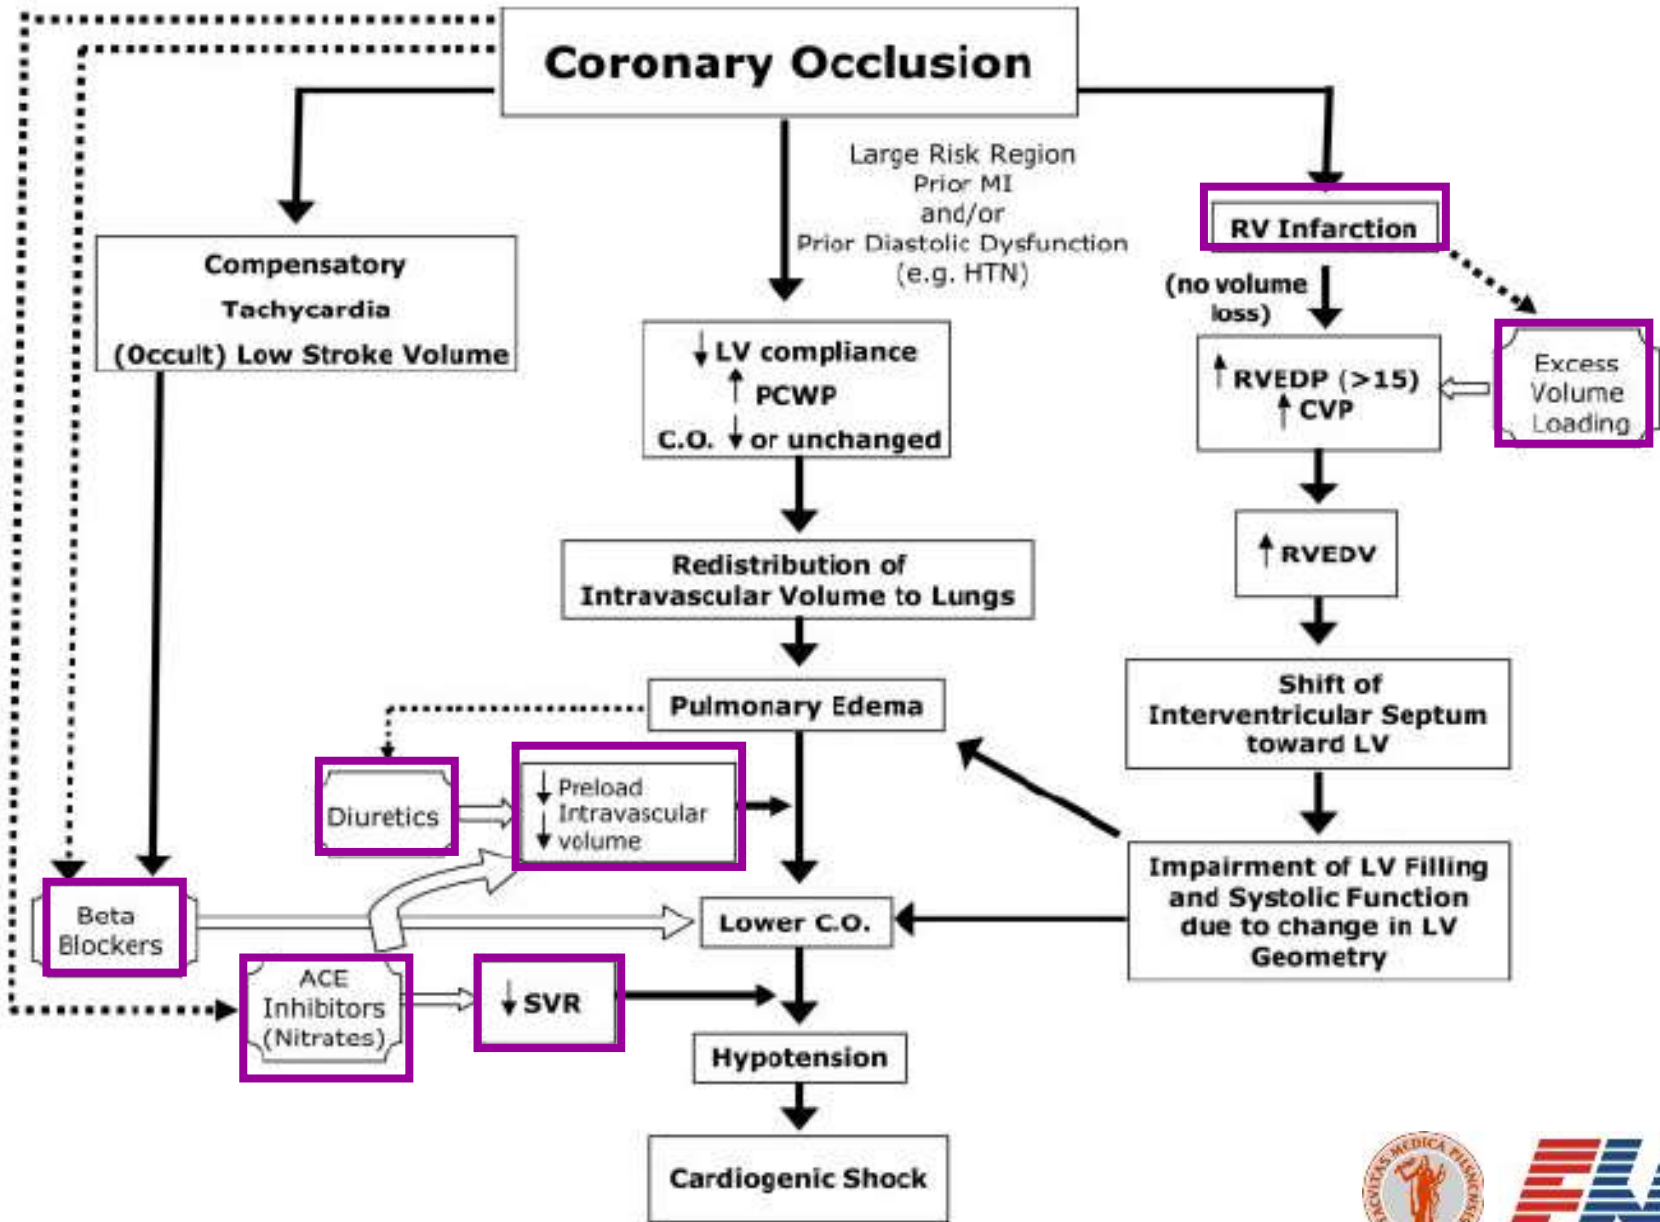 Coronary Occlusion
Large Risk Region
Prior MI
and/or
Prior Diastolic Dysfunction
(e.g. HTN)
Compensatory
Tachycardia
(Occult) Low Stroke Volume
↓ LV compliance
↑ PCWP
C.O. ↓ or unchanged
RV Infarction
(no volume
loss)
↑ RVEDP (>15)
↑ CVP
Excess
Volume
Loading
↑ RVEDV
Redistribution of
Intravascular Volume to Lungs
Shift of
Interventricular Septum
toward LV
Pulmonary Edema
Diuretics
↓ Preload
Intravascular
↓ volume
Impairment of LV Filling
and Systolic Function
due to change in LV
Geometry
Beta
Blockers
Lower C.O.
ACE
Inhibitors
(Nitrates)
↓ SVR
Hypotension
Cardiogenic Shock
FACVLTAS MEDICA PILSNENSIS